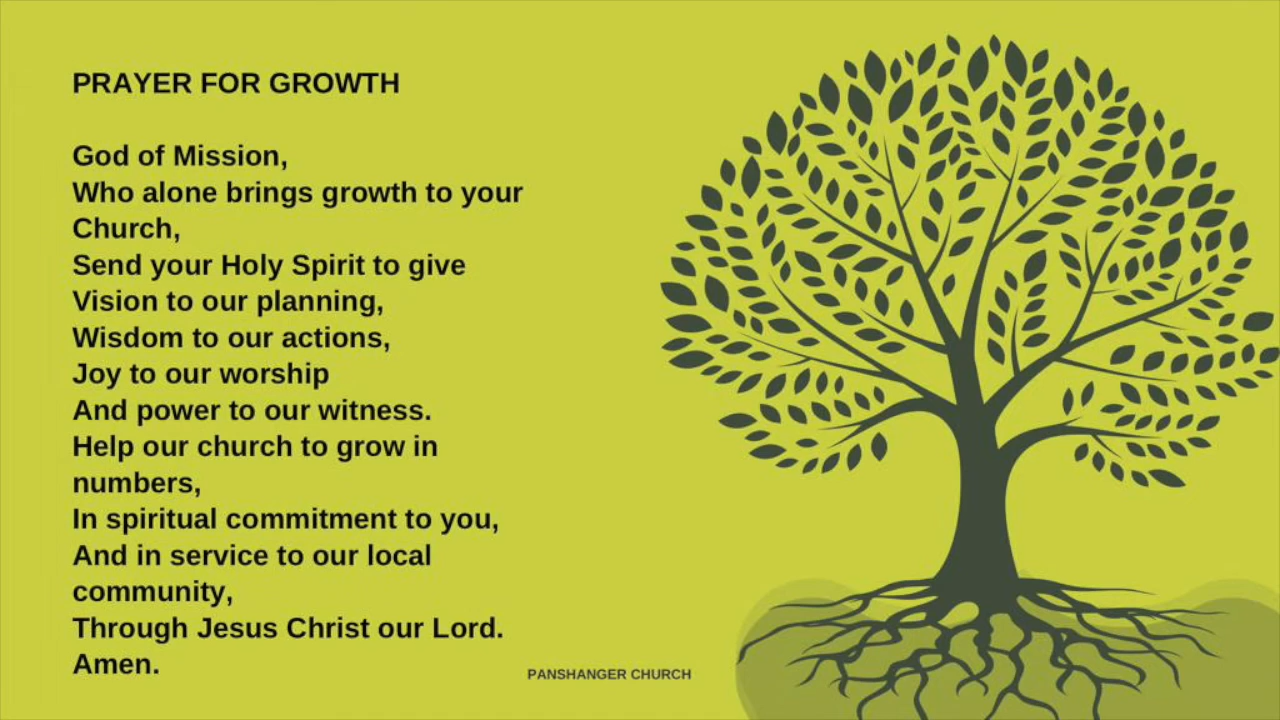 PRAYER FOR GROWTH
God of Mission,
Who alone brings growth to your
Church,
Send your Holy Spirit to give
Vision to our planning,
Wisdom to our actions,
Joy to our worship
And power to our witness.
Help our church to grow in
numbers,
In spiritual commitment to you,
And in service to our local
community,
Through Jesus Christ our Lord.
Amen.
PANSHANGER CHURCH